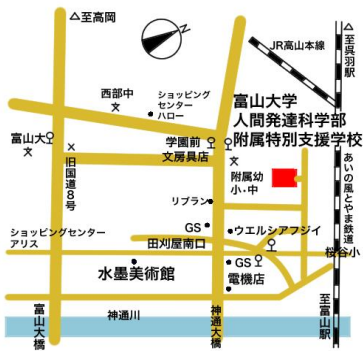 △至高岡
N
△至呉羽駅
JR高山本線
西部中
文
ショッピング
センター
ハロー
富山大学
人間発達科学部
附属特別支援学校
富山大
文
学園前
文房具店
文
×旧国道8号
附属幼
小・中
あいの風とやま鉄道
リブラン
GS
ウエルシアフジイ
ショッピングセンター
アリス
田刈屋南口
桜谷小
文
GS
水墨美術館
電機店
富山大橋
神通川
神通大橋
至富山駅